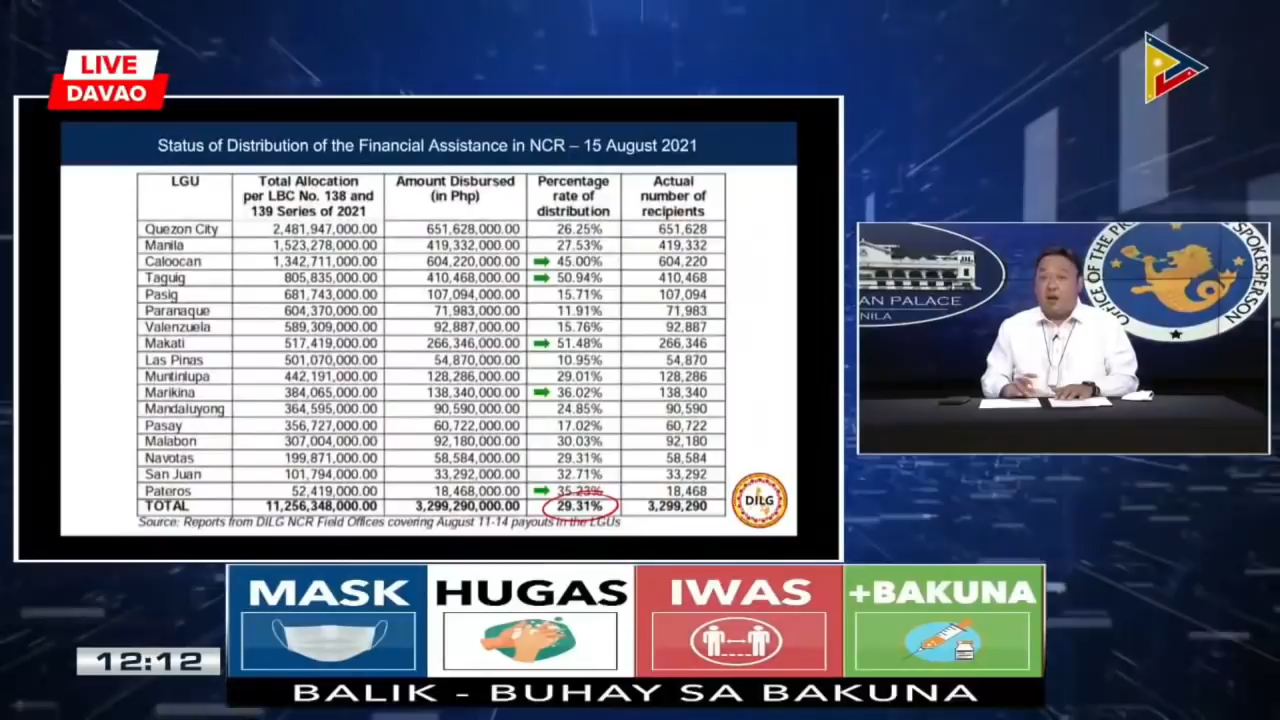 LIVE
DAVAO
Status of Distribution of the Financial Assistance in NCR – 15 August 2021
LGU Total Allocation per LBC No. 138 and 139 Series of 2021 Amount Disbursed (in Php) Percentage rate of distribution Actual number of recipients
Quezon City 2,481,947,000.00 651,628,000.00 26.25% 651,628
Manila 1,523,278,000.00 419,332,000.00 27.53% 419,332
Caloocan 1,342,711,000.00 604,220,000.00 45.00% 604,220
Taguig 805,835,000.00 410,468,000.00 50.94% 410,468
Pasig 681,743,000.00 107,094,000.00 15.71% 107,094
Paranaque 604,370,000.00 71,983,000.00 11.91% 71,983
Valenzuela 589,309,000.00 92,887,000.00 15.76% 92,887
Makati 517,419,000.00 266,346,000.00 51.48% 266,346
Las Pinas 501,070,000.00 54,870,000.00 10.95% 54,870
Muntinlupa 442,191,000.00 128,286,000.00 29.01% 128,286
Marikina 384,065,000.00 138,340,000.00 36.02% 138,340
Mandaluyong 364,595,000.00 90,590,000.00 24.85% 90,590
Pasay 356,727,000.00 60,722,000.00 17.02% 60,722
Malabon 307,004,000.00 92,180,000.00 30.03% 92,180
Navotas 199,871,000.00 58,584,000.00 29.31% 58,584
San Juan 101,794,000.00 33,292,000.00 32.71% 33,292
Pateros 52,419,000.00 18,468,000.00 35.23% 18,468
TOTAL 11,256,348,000.00 3,299,290,000.00 29.31% 3,299,290
Source: Reports from DILG NCR Field Offices covering August 11-14 payouts in the LGUs
DILG
AN PALACE
NILA
OFFICE OF THE PR
SPOKESPERSON
MASK
HUGAS
IWAS
+BAKUNA
12:12
BALIK - BUHAY SA BAKUNA